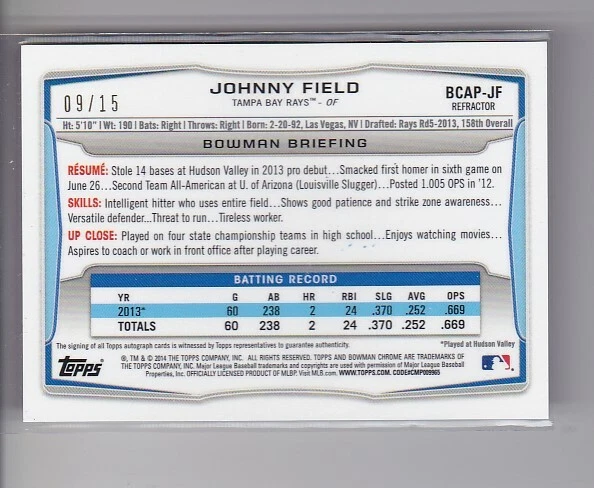 09/15
JOHNNY FIELD
TAMPA BAY RAYS™ - OF
BCAP-JF
REFRACTOR
Ht: 5'10" | Wt: 190 | Bats: Right | Throws: Right | Born: 2-20-92, Las Vegas, NV | Drafted: Rays Rd5-2013, 158th Overall
BOWMAN BRIEFING
RÉSUMÉ: Stole 14 bases at Hudson Valley in 2013 pro debut...Smacked first homer in sixth game on
June 26...Second Team All-American at U. of Arizona (Louisville Slugger)...Posted 1.005 OPS in '12.
SKILLS: Intelligent hitter who uses entire field...Shows good patience and strike zone awareness...
Versatile defender...Threat to run...Tireless worker.
UP CLOSE: Played on four state championship teams in high school...Enjoys watching movies...
Aspires to coach or work in front office after playing career.
BATTING RECORD
YR G AB HR RBI SLG AVG OPS
2013* 60 238 2 24 .370 .252 .669
TOTALS 60 238 2 24 .370 .252 .669
The signing of all Topps autograph cards is witnessed by Topps representatives to guarantee authenticity.
*Played at Hudson Valley
Topps
®, TM & © 2014 THE TOPPS COMPANY, INC. ALL RIGHTS RESERVED. TOPPS AND BOWMAN CHROME ARE TRADEMARKS OF
THE TOPPS COMPANY, INC. Major League Baseball trademarks and copyrights are used with permission of Major League Baseball
Properties, Inc. OFFICIALLY LICENSED PRODUCT OF MLBP. Visit MLB.com. WWW.TOPPS.COM. CODE#CMP009965